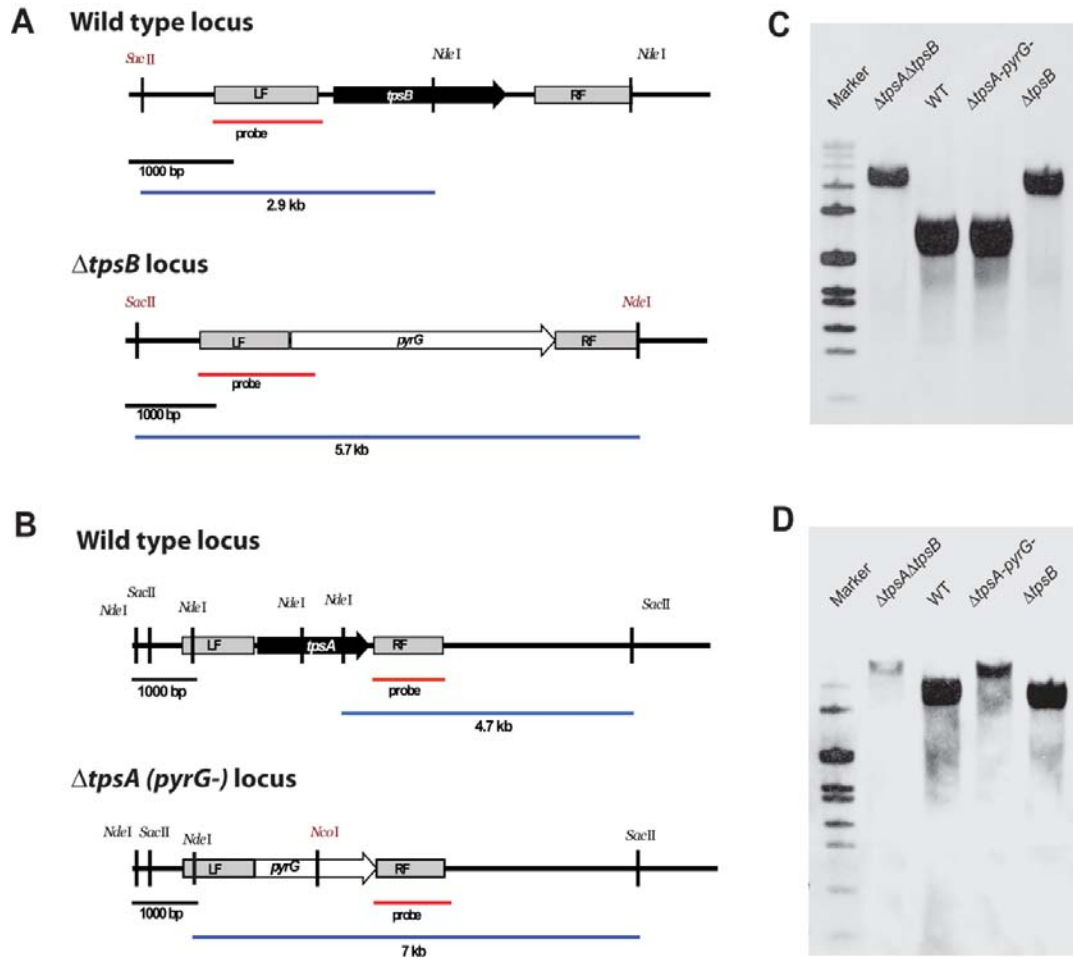 A
Wild type locus
SacII
NdeI
NdeI
LF
tpsB
RF
probe
1000 bp
2.9 kb
ΔtpsB locus
SacII
NdeI
LF
pyrG
RF
probe
1000 bp
5.7 kb
B
Wild type locus
NdeI
SacII
NdeI
NdeI
NdeI
SacII
LF
tpsA
RF
1000 bp
probe
4.7 kb
ΔtpsA (pyrG-) locus
NdeI
SacII
NdeI
NcoI
SacII
LF
pyrG
RF
1000 bp
probe
7 kb
C
Marker
ΔtpsAΔtpsB
WT
ΔtpsA-pyrG-
ΔtpsB
D
Marker
ΔtpsAΔtpsB
WT
ΔtpsA-pyrG-
ΔtpsB